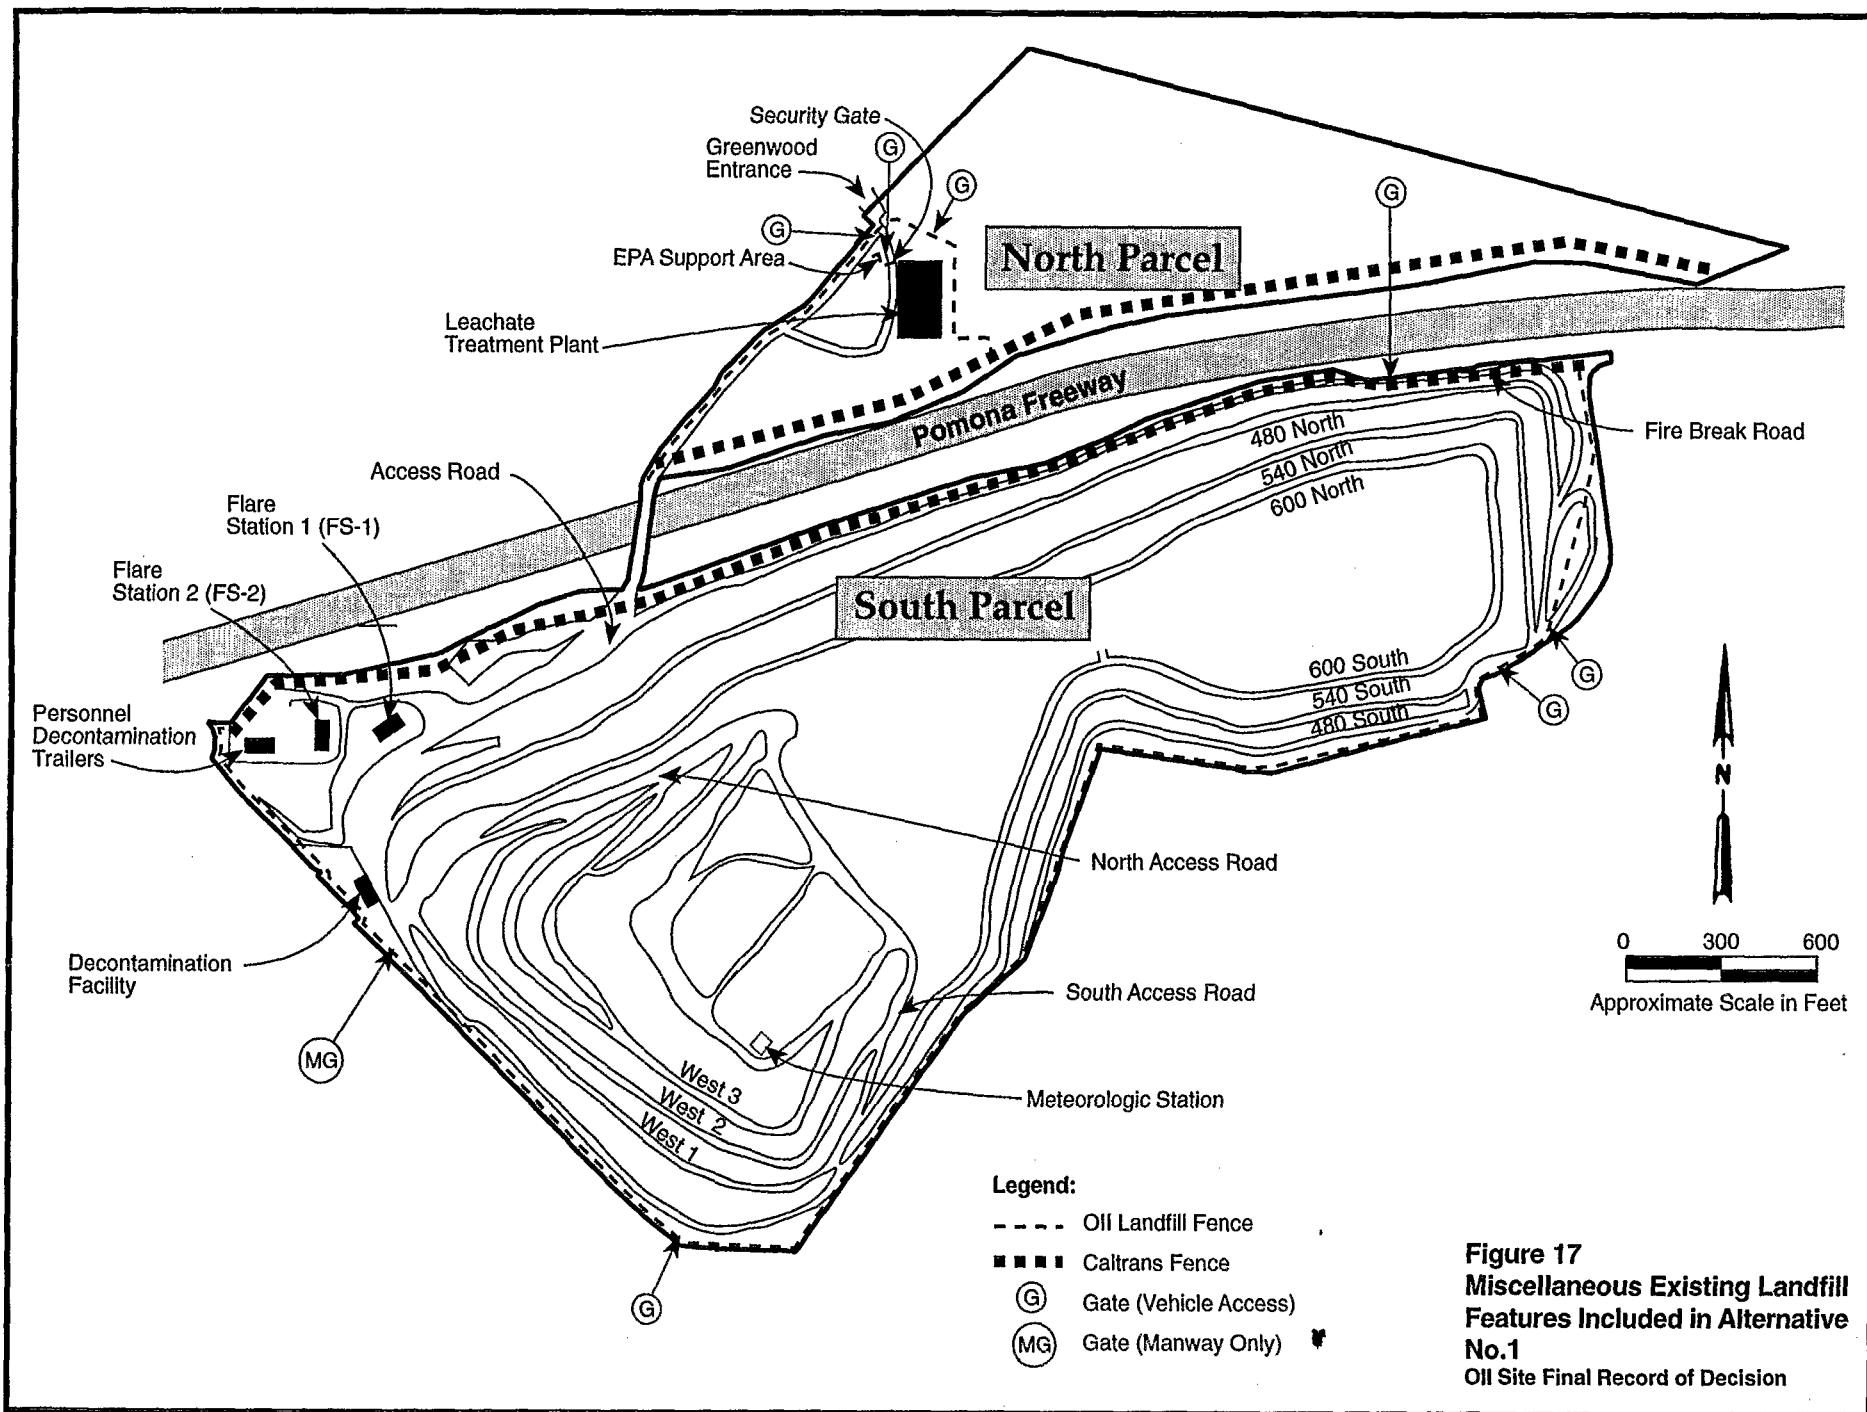 Security Gate
Greenwood
Entrance
G
G
G
G
EPA Support Area
North Parcel
Leachate
Treatment Plant
Pomona Freeway
Fire Break Road
480 North
540 North
600 North
Access Road
Flare
Station 1 (FS-1)
Flare
Station 2 (FS-2)
South Parcel
600 South
540 South
480 South
G
G
Personnel
Decontamination
Trailers
N
North Access Road
0 300 600
Approximate Scale in Feet
Decontamination
Facility
South Access Road
MG
West 3
West 2
West 1
Meteorologic Station
G
Legend:
OII Landfill Fence
Caltrans Fence
G Gate (Vehicle Access)
MG Gate (Manway Only)
Figure 17
Miscellaneous Existing Landfill
Features Included in Alternative
No.1
OII Site Final Record of Decision